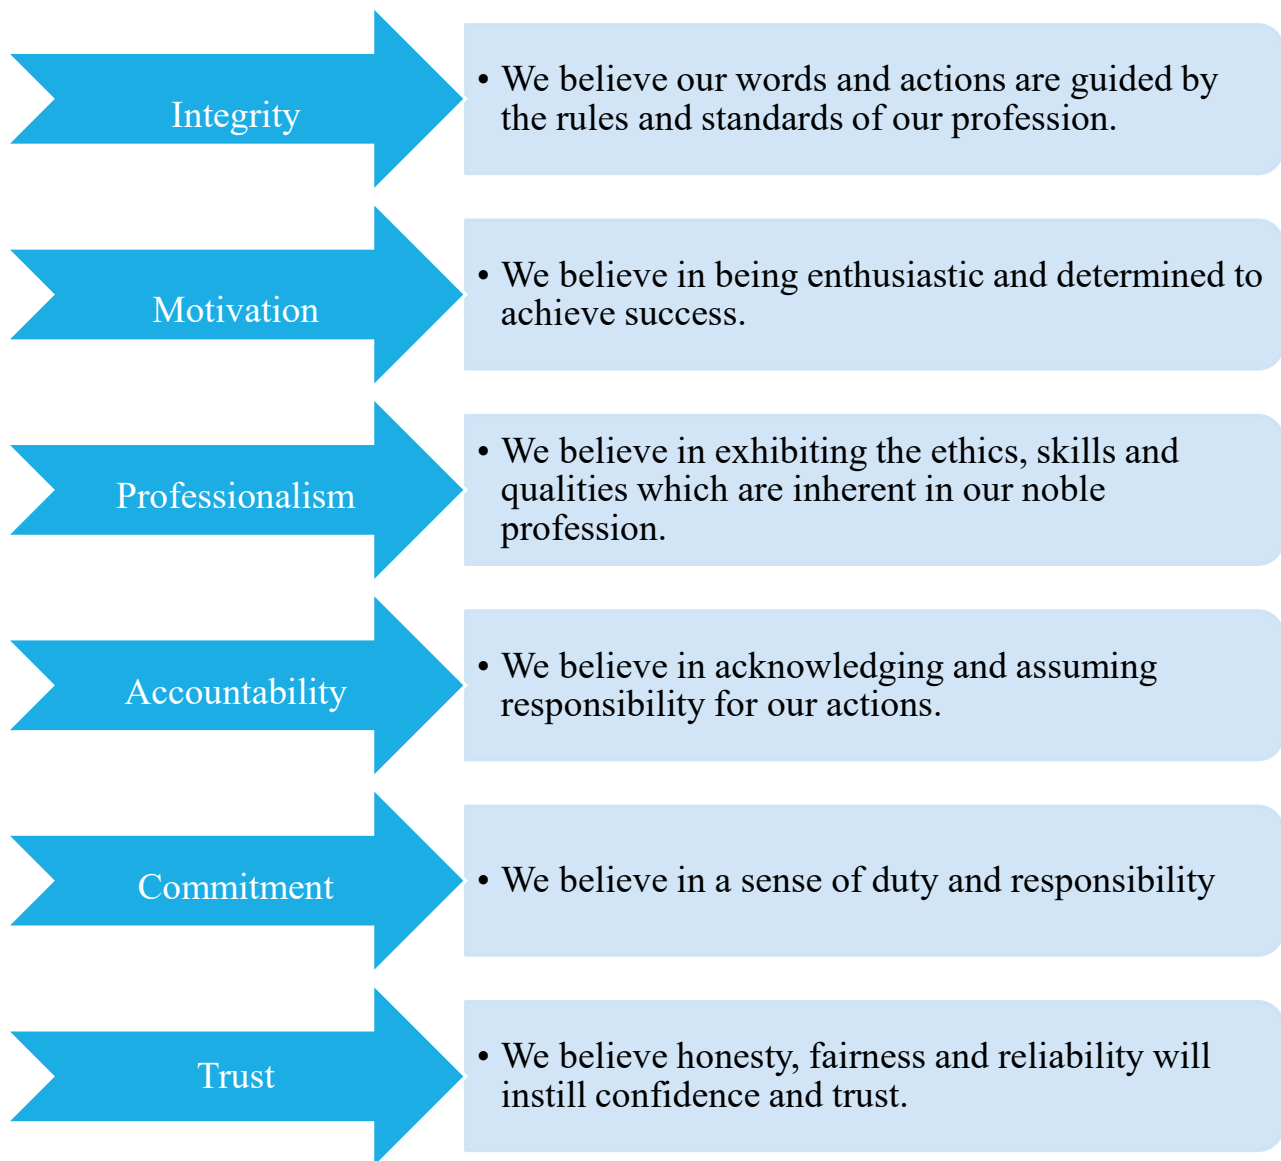 Integrity
• We believe our words and actions are guided by
the rules and standards of our profession.
Motivation
• We believe in being enthusiastic and determined to
achieve success.
Professionalism
• We believe in exhibiting the ethics, skills and
qualities which are inherent in our noble
profession.
Accountability
• We believe in acknowledging and assuming
responsibility for our actions.
Commitment
• We believe in a sense of duty and responsibility
Trust
• We believe honesty, fairness and reliability will
instill confidence and trust.